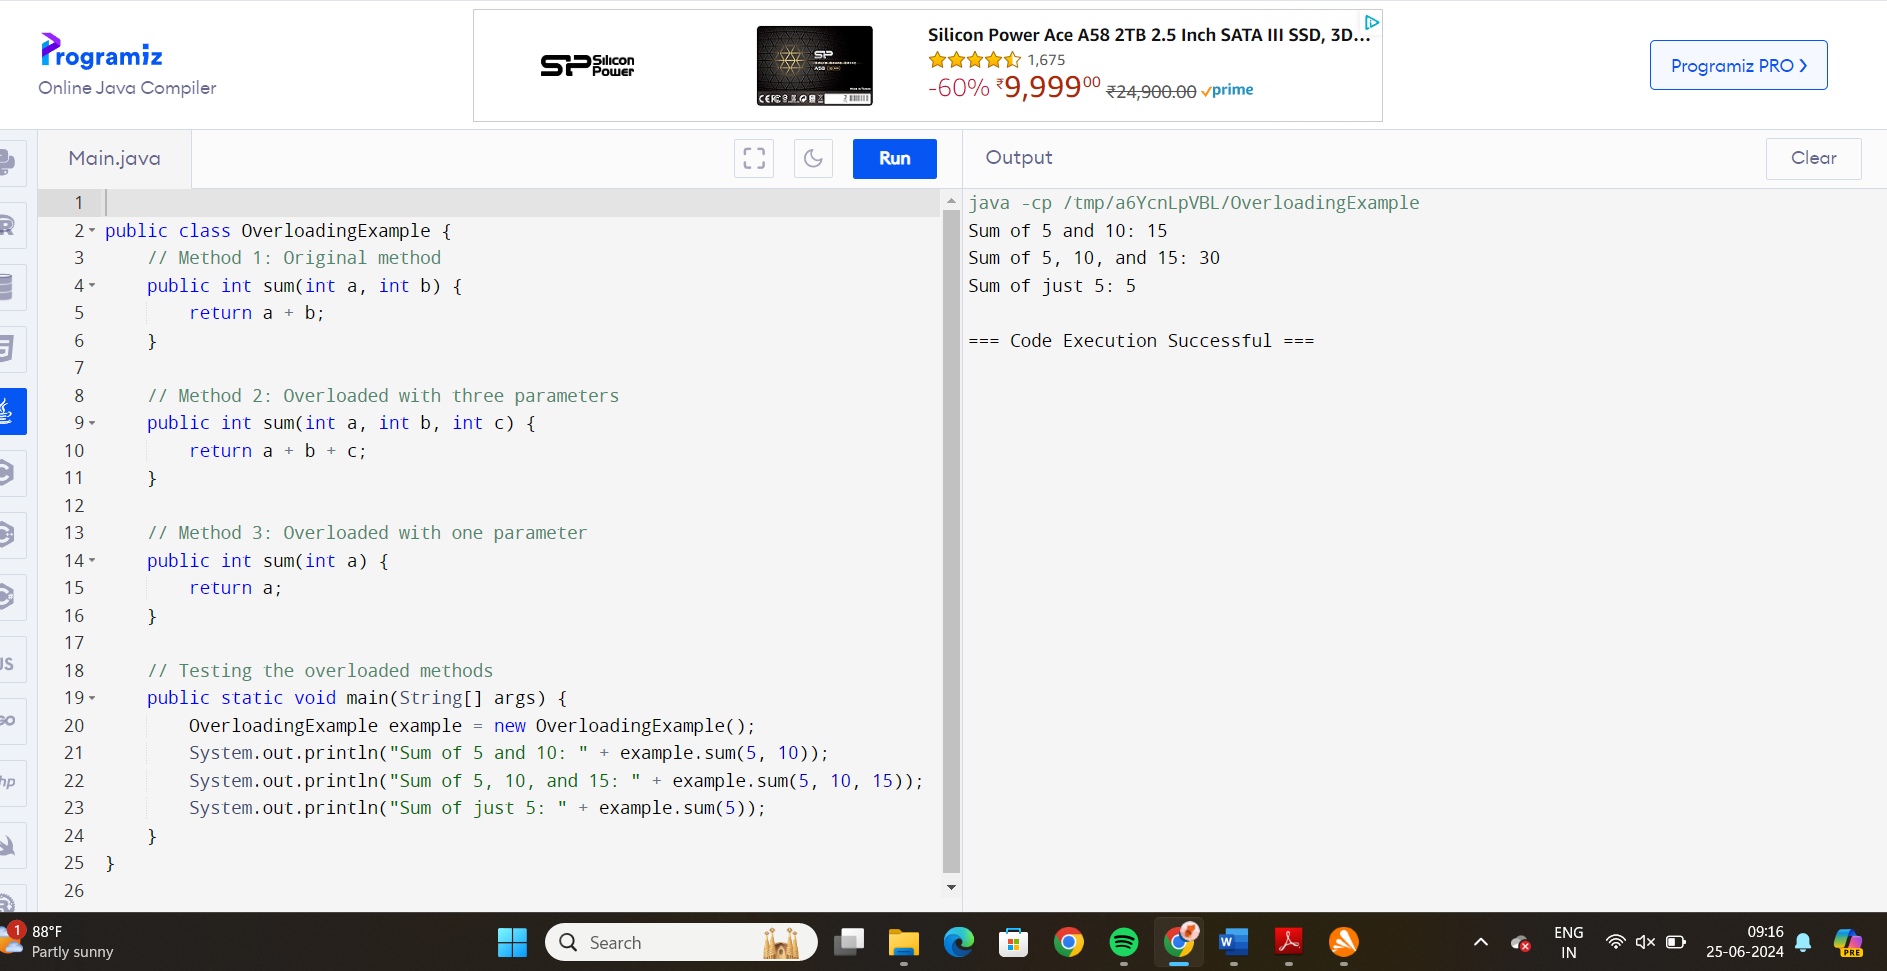 Programiz
Online Java Compiler
SP Silicon Power
Silicon Power Ace A58 2TB 2.5 Inch SATA III SSD, 3D...
1,675
-60% ₹9,999.00 ₹24,900.00 prime
Programiz PRO
Main.java
Run
Output
Clear
1
2 public class OverloadingExample {
3 // Method 1: Original method
4 public int sum(int a, int b) {
5 return a + b;
6 }
7
8 // Method 2: Overloaded with three parameters
9 public int sum(int a, int b, int c) {
10 return a + b + c;
11 }
12
13 // Method 3: Overloaded with one parameter
14 public int sum(int a) {
15 return a;
16 }
17
18 // Testing the overloaded methods
19 public static void main(String[] args) {
20 OverloadingExample example = new OverloadingExample();
21 System.out.println("Sum of 5 and 10: " + example.sum(5, 10));
22 System.out.println("Sum of 5, 10, and 15: " + example.sum(5, 10, 15));
23 System.out.println("Sum of just 5: " + example.sum(5));
24 }
25 }
26
java -cp /tmp/a6YcnLpVBL/OverloadingExample
Sum of 5 and 10: 15
Sum of 5, 10, and 15: 30
Sum of just 5: 5
=== Code Execution Successful ===
1
88°F
Partly sunny
Search
ENG
IN
09:16
25-06-2024
PRE